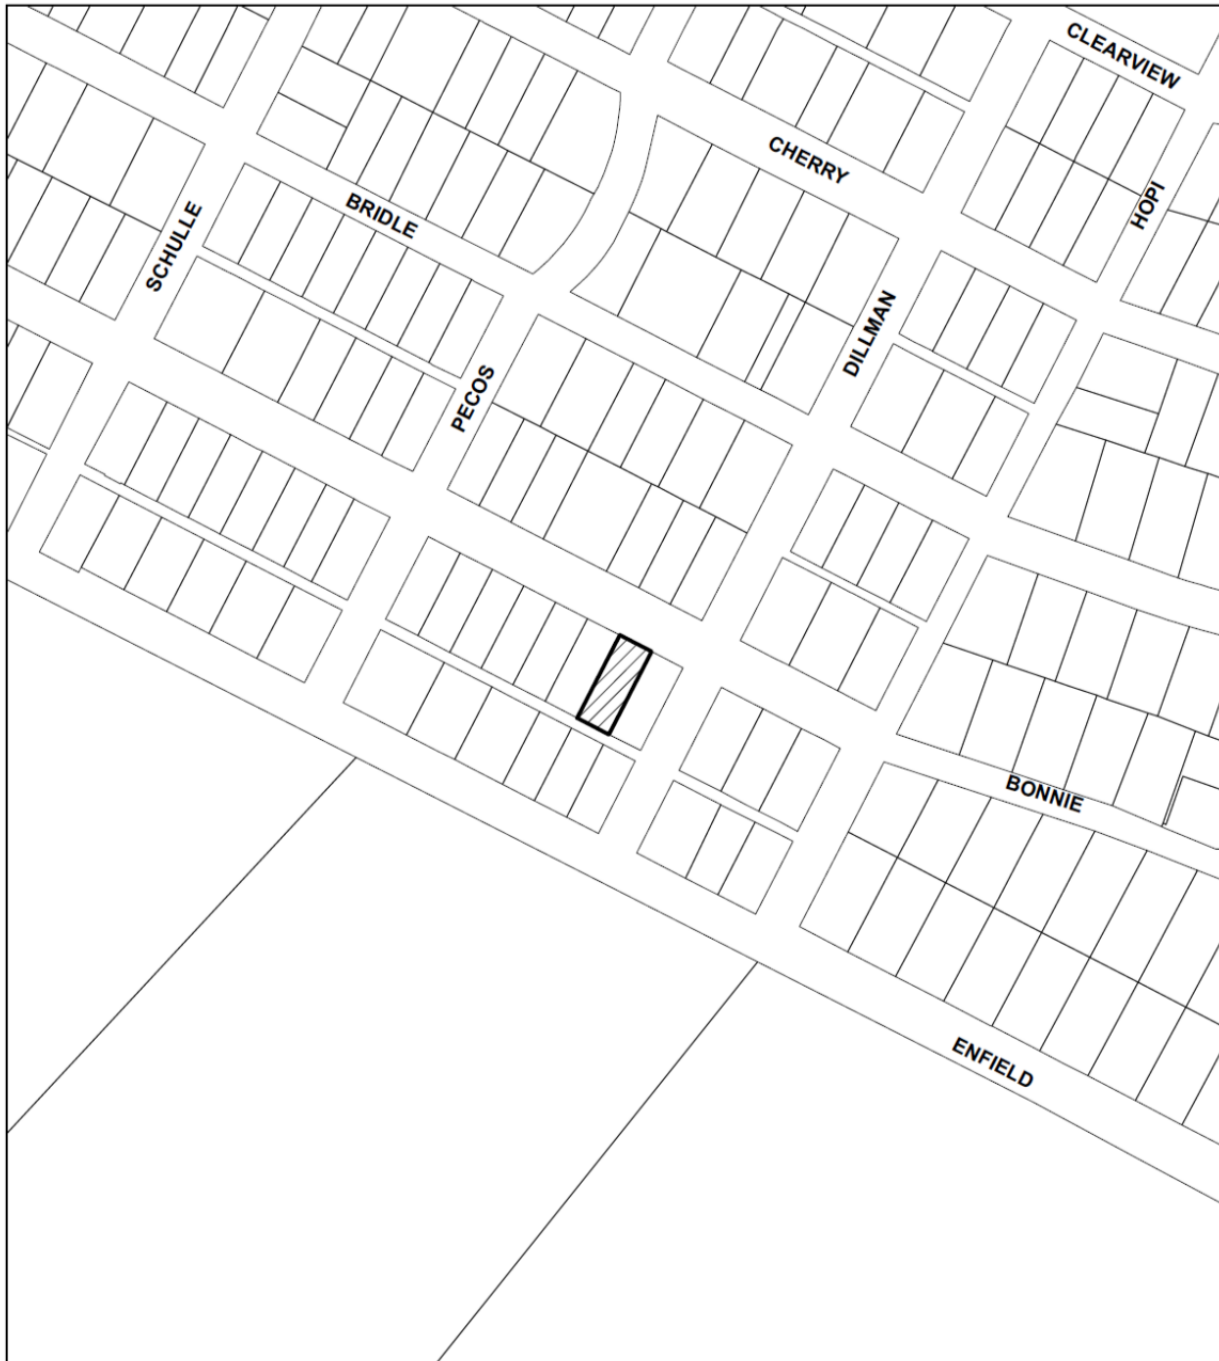 CLEARVIEW
CHERRY
HOPI
BRIDLE
SCHULLE
DILLMAN
PECOS
BONNIE
ENFIELD